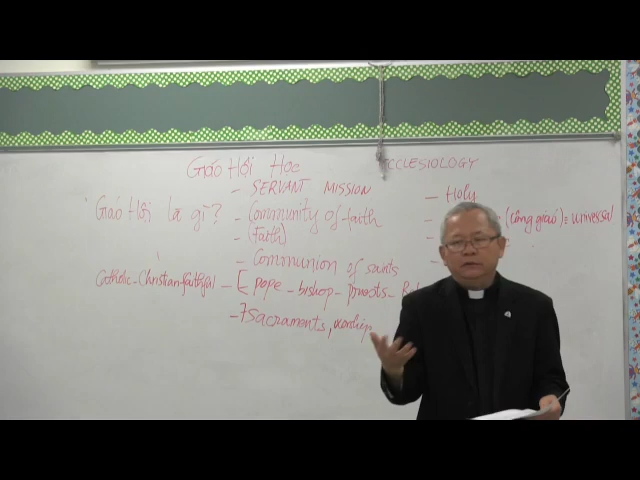 Giáo Hội Học ECCLESIOLOGY
- SERVANT MISSION
Giáo Hội là gì? - Community of faith
- (Faith)
- Communion of saints
Catholic - Christian - faithful - [ pope - bishop - priests -
- 7 Sacraments, worship
- Holy
- (công giáo) = universal